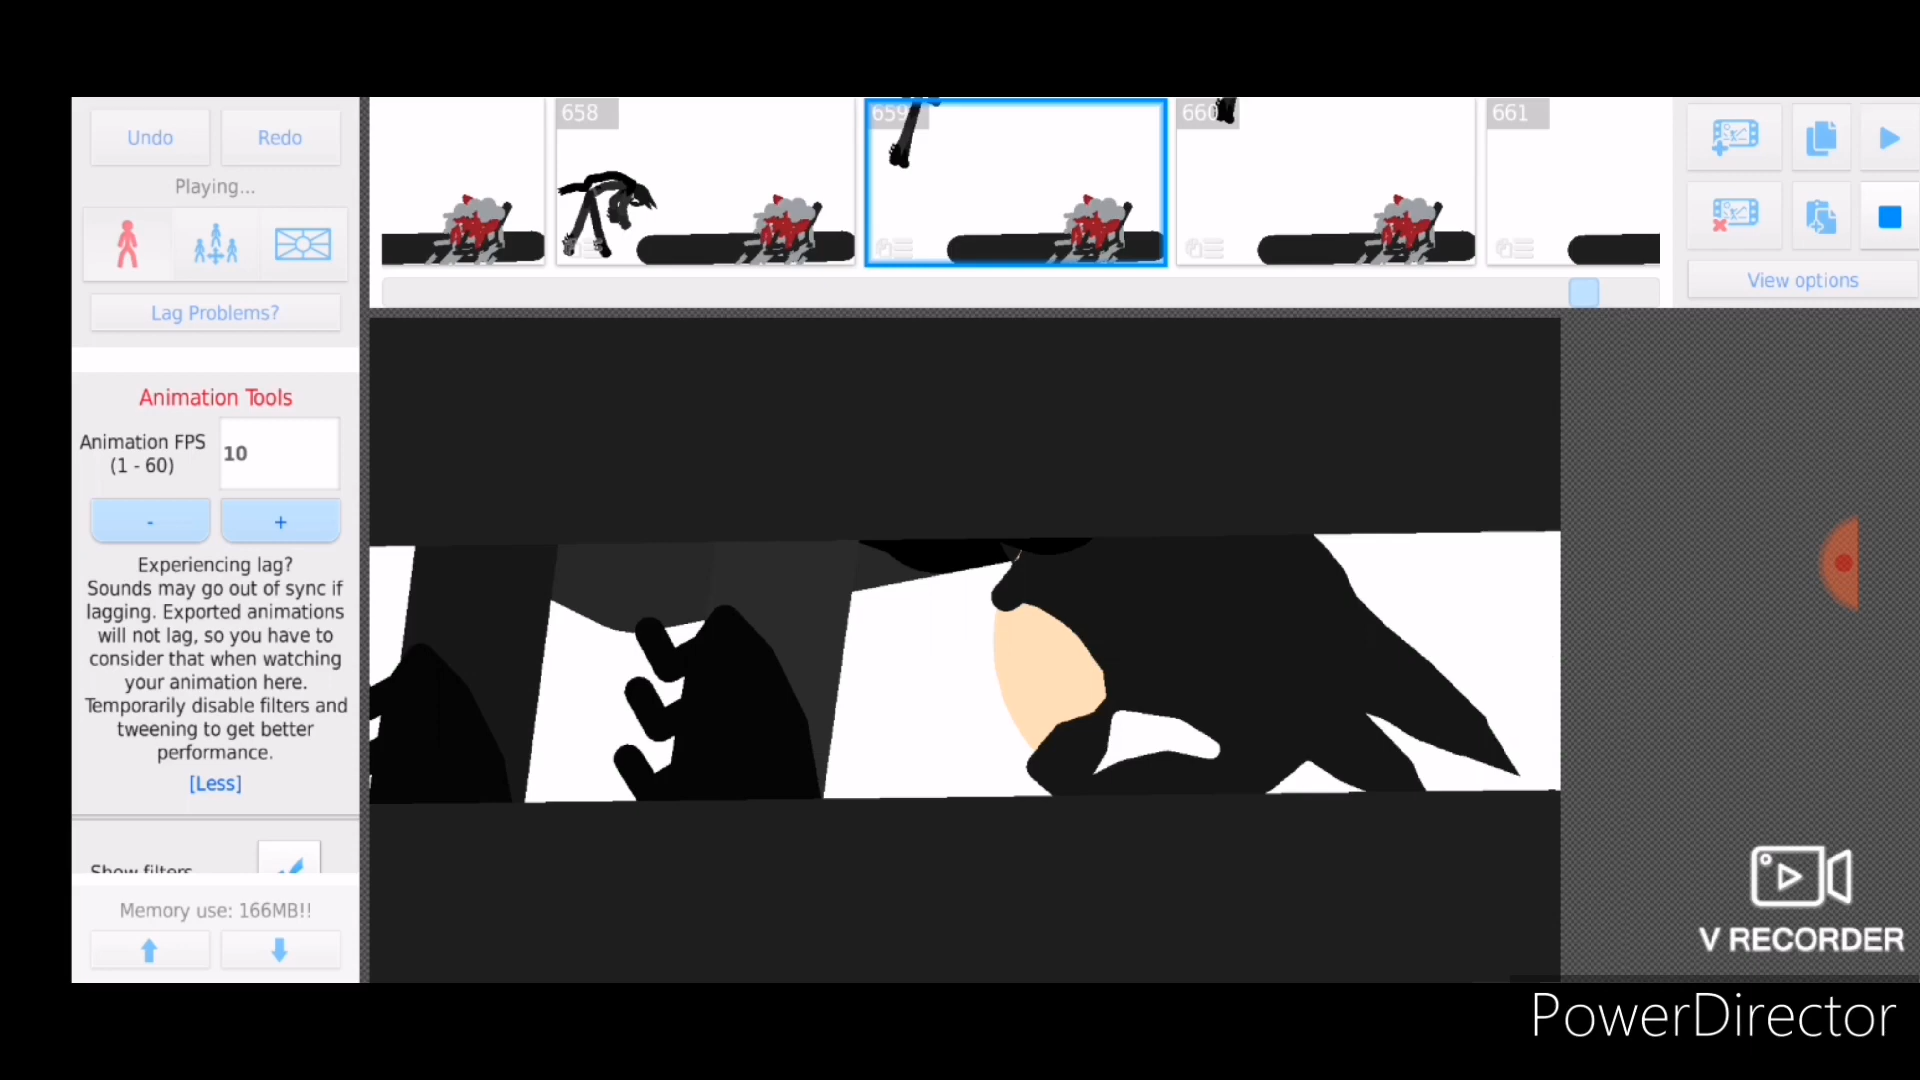 Undo
Redo
Playing...
Lag Problems?
Animation Tools
Animation FPS
(1 - 60)
10
-
+
Experiencing lag?
Sounds may go out of sync if
lagging. Exported animations
will not lag, so you have to
consider that when watching
your animation here.
Temporarily disable filters and
tweening to get better
performance.
[Less]
Show filters
Memory use: 166MB!!
658
659
660
661
View options
V RECORDER
PowerDirector